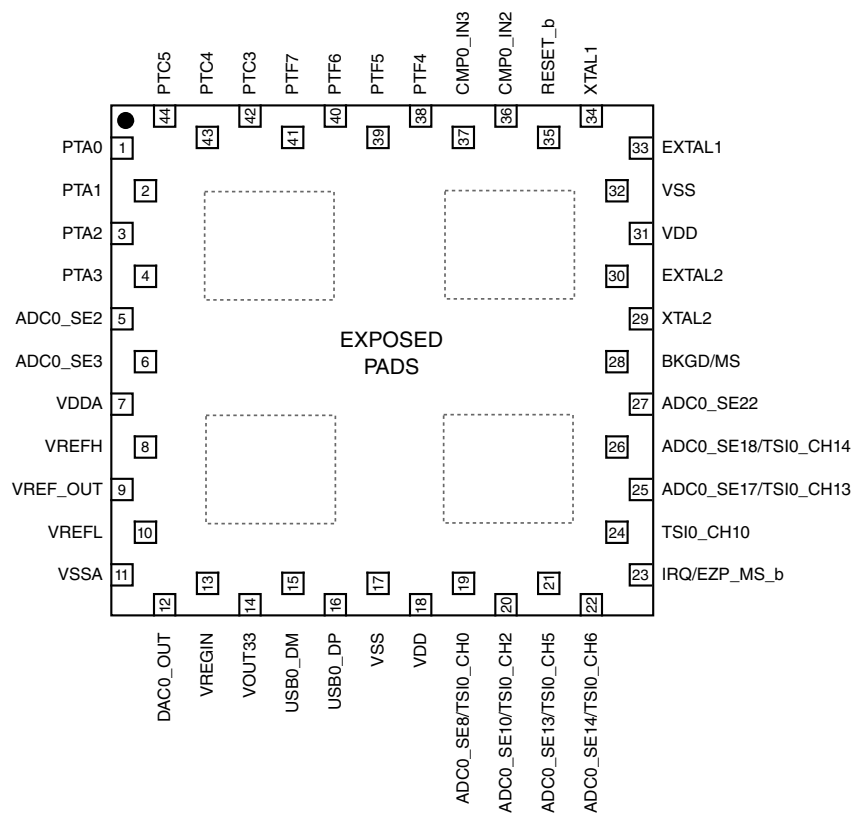 PTC5
PTC4
PTC3
PTF7
PTF6
PTF5
PTF4
CMP0_IN3
CMP0_IN2
RESET_b
XTAL1
44
43
42
41
40
39
38
37
36
35
34
PTA0 1
PTA1 2
PTA2 3
PTA3 4
ADC0_SE2 5
ADC0_SE3 6
VDDA 7
VREFH 8
VREF_OUT 9
VREFL 10
VSSA 11
EXPOSED
PADS
33 EXTAL1
32 VSS
31 VDD
30 EXTAL2
29 XTAL2
28 BKGD/MS
27 ADC0_SE22
26 ADC0_SE18/TSI0_CH14
25 ADC0_SE17/TSI0_CH13
24 TSI0_CH10
23 IRQ/EZP_MS_b
12
13
14
15
16
17
18
19
20
21
22
DAC0_OUT
VREGIN
VOUT33
USB0_DM
USB0_DP
VSS
VDD
ADC0_SE8/TSI0_CH0
ADC0_SE10/TSI0_CH2
ADC0_SE13/TSI0_CH5
ADC0_SE14/TSI0_CH6